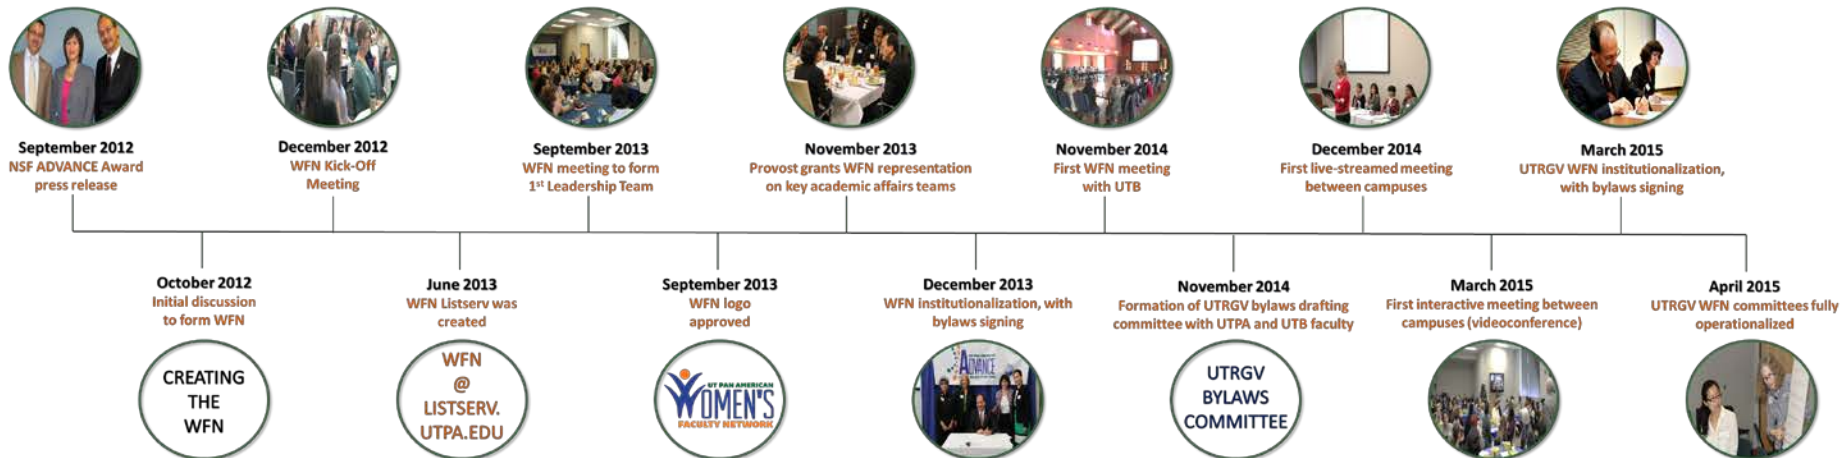 September 2012
NSF ADVANCE Award
press release
December 2012
WFN Kick-Off
Meeting
September 2013
WFN meeting to form
1st Leadership Team
November 2013
Provost grants WFN representation
on key academic affairs teams
November 2014
First WFN meeting
with UTB
December 2014
First live-streamed meeting
between campuses
March 2015
UTRGV WFN institutionalization,
with bylaws signing
October 2012
Initial discussion
to form WFN
CREATING
THE
WFN
June 2013
WFN Listserv was
created
WFN
@
LISTSERV.
UTPA.EDU
September 2013
WFN logo
approved
UT PAN AMERICAN
WOMEN'S
FACULTY NETWORK
December 2013
WFN institutionalization, with
bylaws signing
ADVANCE
November 2014
Formation of UTRGV bylaws drafting
committee with UTPA and UTB faculty
UTRGV
BYLAWS
COMMITTEE
March 2015
First interactive meeting between
campuses (videoconference)
April 2015
UTRGV WFN committees fully
operationalized